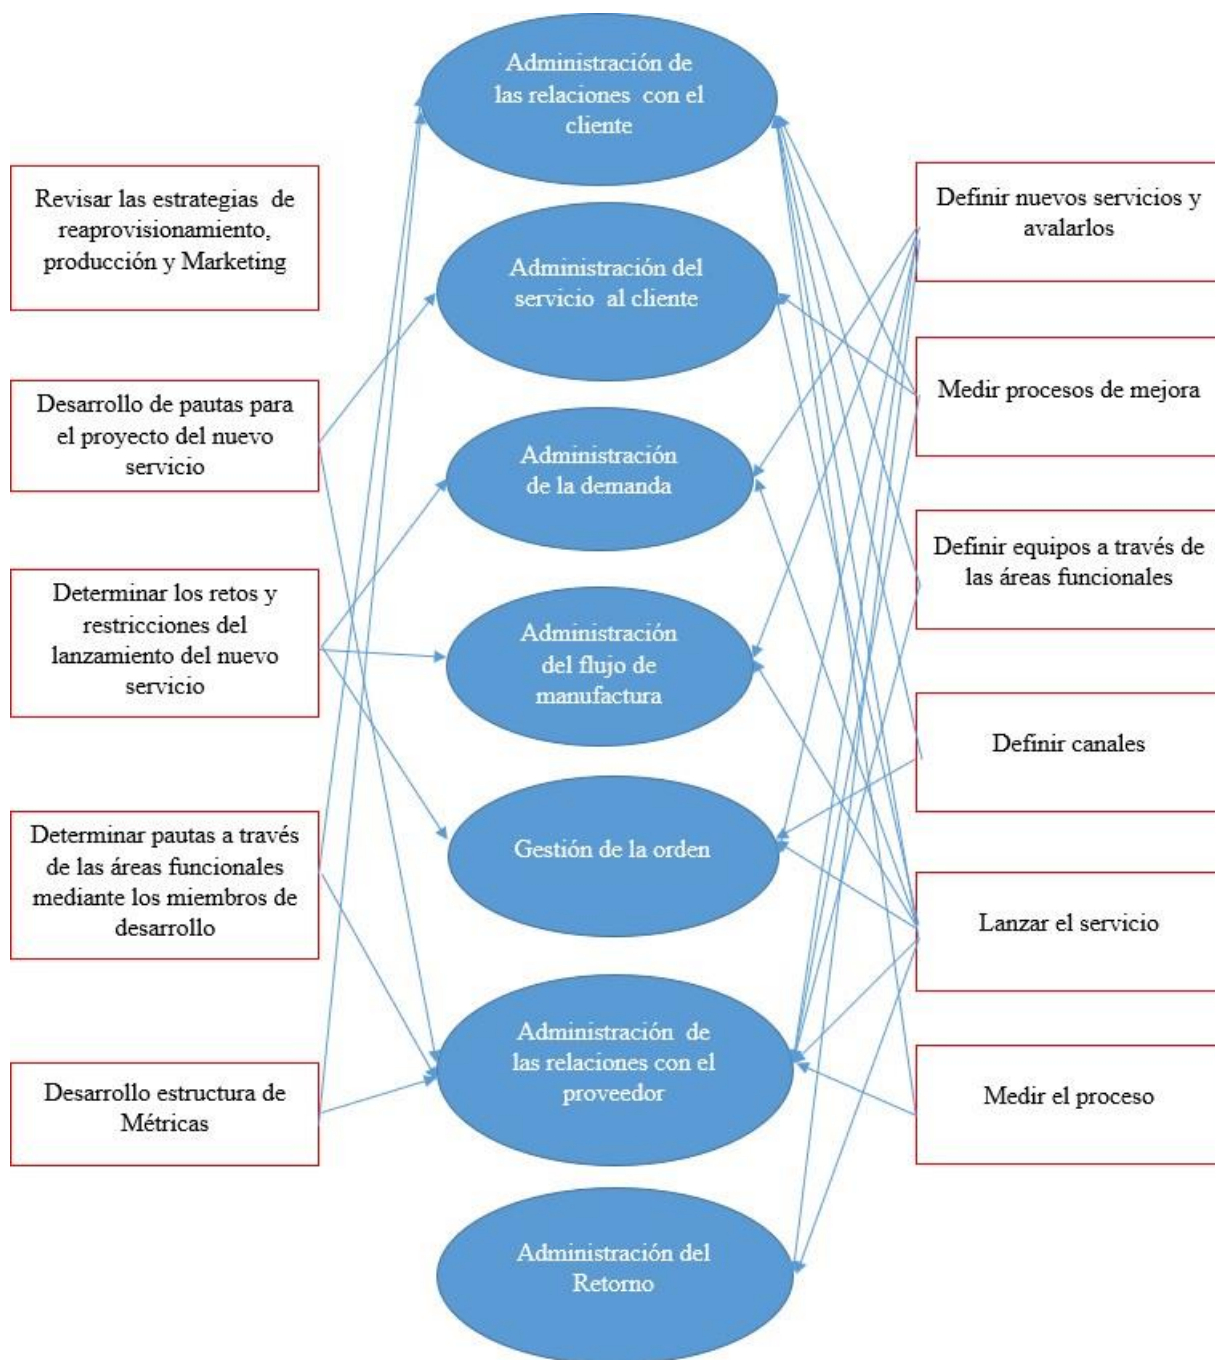 Administración de
las relaciones con el
cliente
Revisar las estrategias de
reaprovisionamiento,
producción y Marketing
Definir nuevos servicios y
avalarlos
Administración del
servicio al cliente
Desarrollo de pautas para
el proyecto del nuevo
servicio
Medir procesos de mejora
Administración
de la demanda
Definir equipos a través de
las áreas funcionales
Determinar los retos y
restricciones del
lanzamiento del nuevo
servicio
Administración
del flujo de
manufactura
Definir canales
Determinar pautas a través
de las áreas funcionales
mediante los miembros de
desarrollo
Gestión de la orden
Lanzar el servicio
Administración de
las relaciones con el
proveedor
Desarrollo estructura de
Métricas
Medir el proceso
Administración del
Retorno